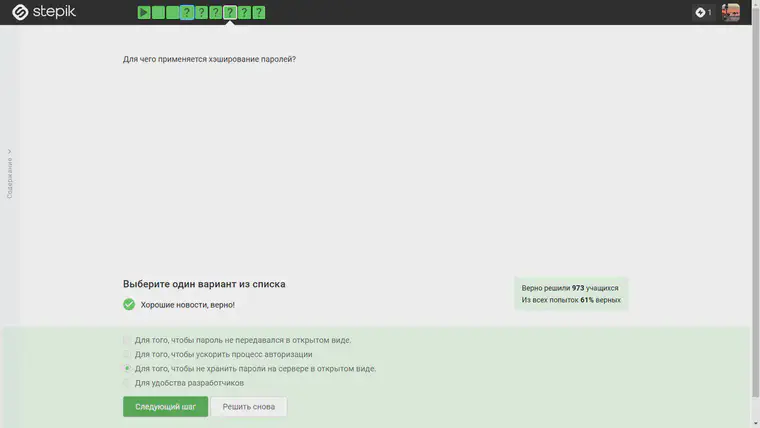 stepik
? ? ? ? ? ?
1
Для чего применяется хэширование паролей?
Содержание
Выберите один вариант из списка
Хорошие новости, верно!
Верно решили 973 учащихся
Из всех попыток 61% верных
Для того, чтобы пароль не передавался в открытом виде.
Для того, чтобы ускорить процесс авторизации
Для того, чтобы не хранить пароли на сервере в открытом виде.
Для удобства разработчиков
Следующий шаг
Решить снова